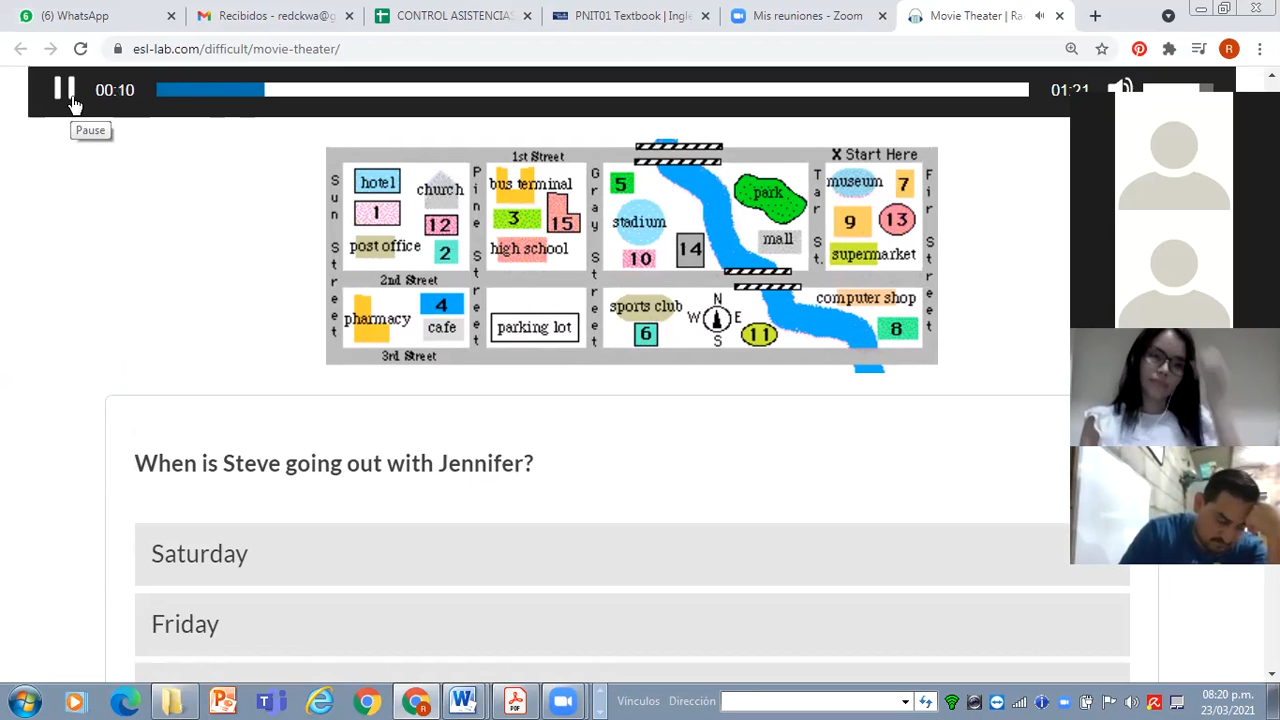 (6) WhatsApp
Recibidos - redckwa@g
CONTROL ASISTENCIAS
PNIT01 Textbook | Ingle
Mis reuniones - Zoom
Movie Theater | Ra
esl-lab.com/difficult/movie-theater/
R
00:10
01:21
Pause
1st Street
X Start Here
Sun Street
hotel
church
1
12
post office
2
Pine Street
bus terminal
3
15
high school
Gray Street
5
stadium
10
14
park
mall
Tar St.
museum
7
9
13
supermarket
Fir Street
2nd Street
pharmacy
4
cafe
parking lot
sports club
6
N
W E
S
11
computer shop
8
3rd Street
When is Steve going out with Jennifer?
Saturday
Friday
Vínculos
Dirección
08:20 p.m.
23/03/2021